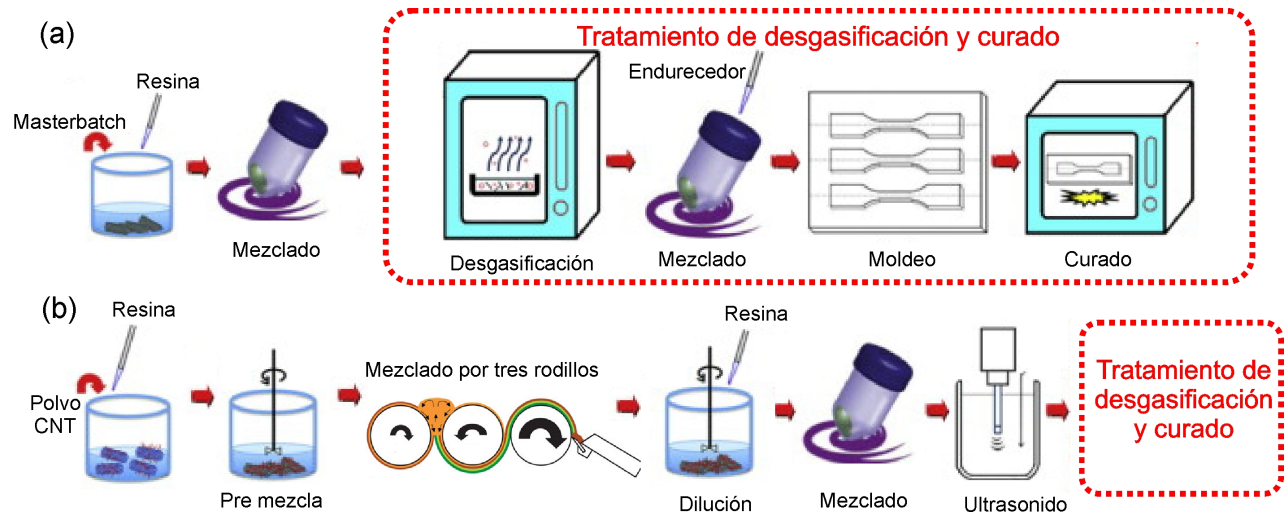 (a)
Tratamiento de desgasificación y curado
Resina
Endurecedor
Masterbatch
Mezclado
Desgasificación
Mezclado
Moldeo
Curado
(b)
Resina
Resina
Mezclado por tres rodillos
Polvo
CNT
Tratamiento de
desgasificación
y curado
Pre mezcla
Dilución
Mezclado
Ultrasonido